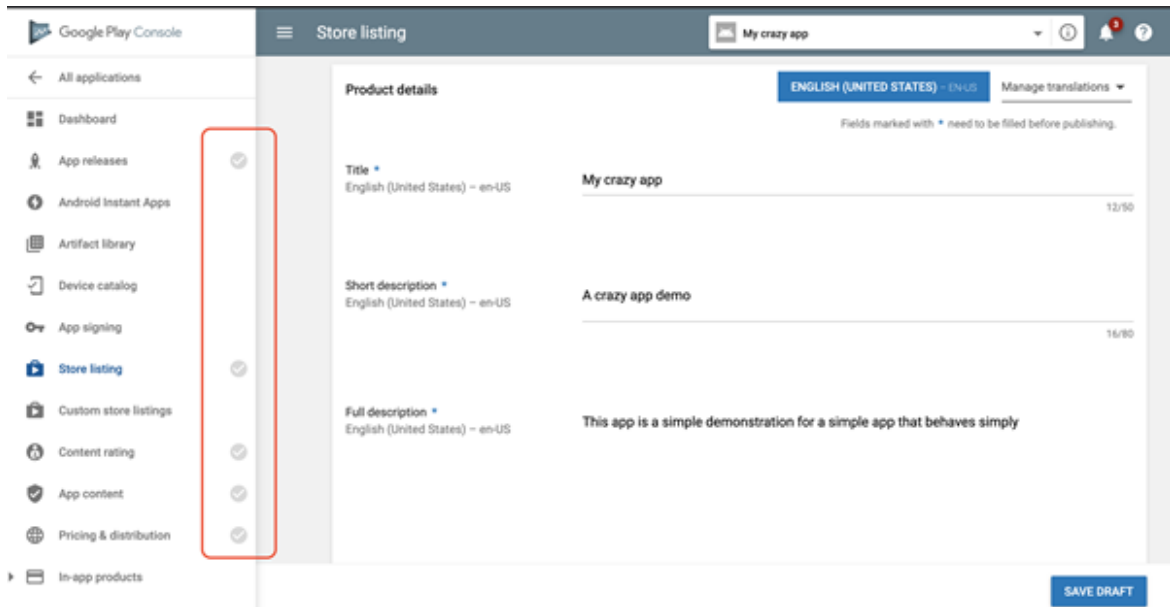 Google Play Console
Store listing
My crazy app
3
All applications
Dashboard
App releases
Android Instant Apps
Artifact library
Device catalog
App signing
Store listing
Custom store listings
Content rating
App content
Pricing & distribution
In-app products
Product details
ENGLISH (UNITED STATES) – EN-US
Manage translations
Fields marked with * need to be filled before publishing.
Title *
English (United States) – en-US
My crazy app
12/50
Short description *
English (United States) – en-US
A crazy app demo
16/80
Full description *
English (United States) – en-US
This app is a simple demonstration for a simple app that behaves simply
SAVE DRAFT